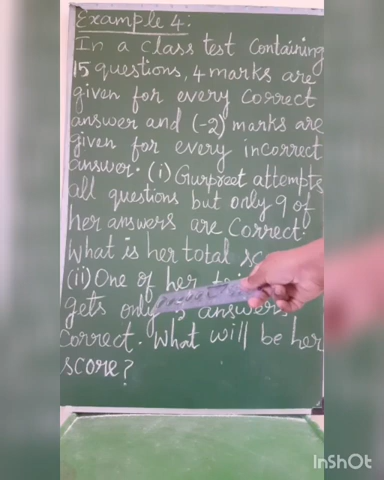 Example 4:
In a class test containing
15 questions, 4 marks are
given for every correct
answer and (-2) marks are
given for every incorrect
answer. (i) Gurpreet attempts
all questions but only 9 of
her answers are correct.
What is her total
(ii) One of her
gets only answers
correct. What will be her
score?
InShOt